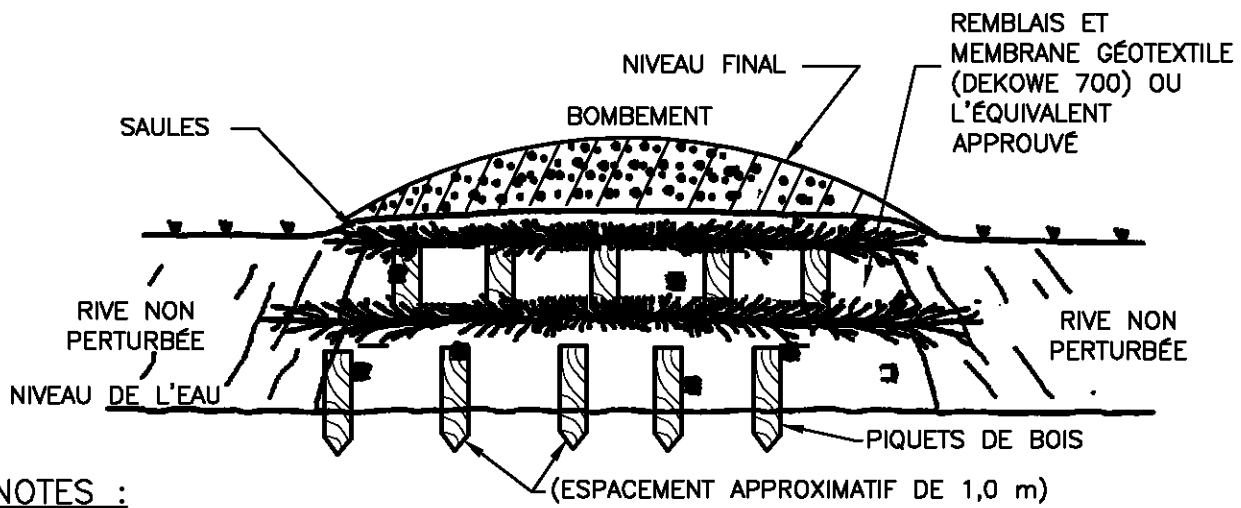 REMBLAIS ET
MEMBRANE GÉOTEXTILE
(DEKOWE 700) OU
L'ÉQUIVALENT
APPROUVÉ
NIVEAU FINAL
BOMBEMENT
SAULES
RIVE NON
PERTURBÉE
RIVE NON
PERTURBÉE
NIVEAU DE L'EAU
PIQUETS DE BOIS
(ESPACEMENT APPROXIMATIF DE 1,0 m)
NOTES :